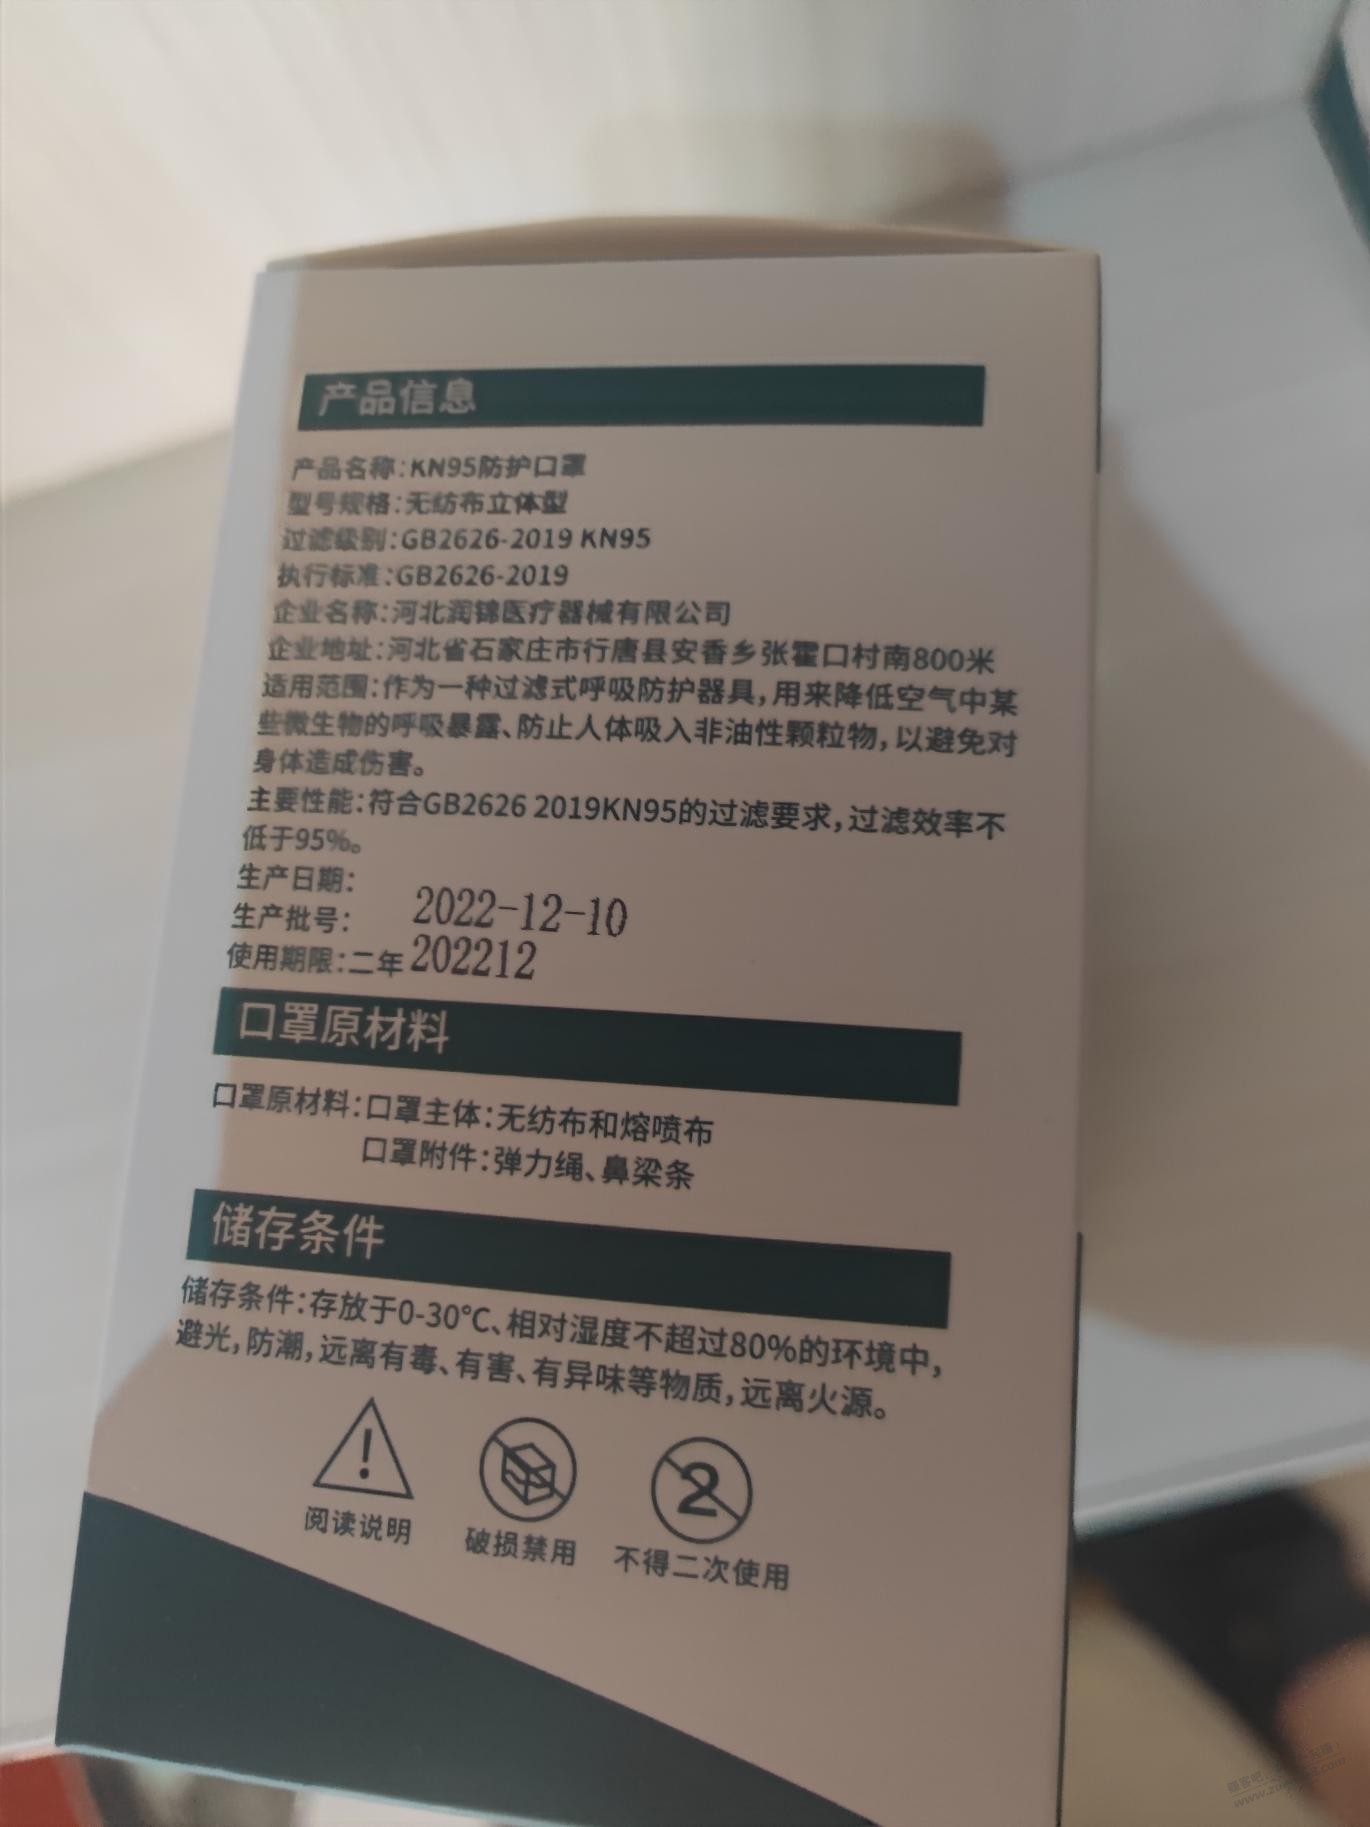 产品信息
产品名称:KN95防护口罩
型号规格:无纺布立体型
过滤级别:GB2626-2019 KN95
执行标准:GB2626-2019
企业名称:河北润锦医疗器械有限公司
企业地址:河北省石家庄市行唐县安香乡张霍口村南800米
适用范围:作为一种过滤式呼吸防护器具,用来降低空气中某
些微生物的呼吸暴露、防止人体吸入非油性颗粒物,以避免对
身体造成伤害。
主要性能:符合GB2626 2019KN95的过滤要求,过滤效率不
低于95%。
生产日期:
2022-12-10
生产批号:
202212
使用期限:二年
口罩原材料
口罩原材料:口罩主体:无纺布和熔喷布
口罩附件:弹力绳、鼻梁条
储存条件
储存条件:存放于0-30℃、相对湿度不超过80%的环境中,
避光,防潮,远离有毒、有害、有异味等物质,远离火源。
阅读说明
破损禁用
2
不得二次使用